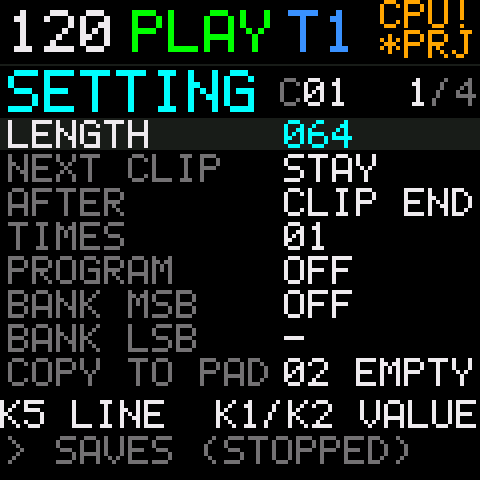 120 PLAY T1 CPU!
*PRJ
SETTING C01 1/4
LENGTH 064
NEXT CLIP STAY
AFTER CLIP END
TIMES 01
PROGRAM OFF
BANK MSB OFF
BANK LSB –
COPY TO PAD 02 EMPTY
K5 LINE K1/K2 VALUE
> SAVES (STOPPED)